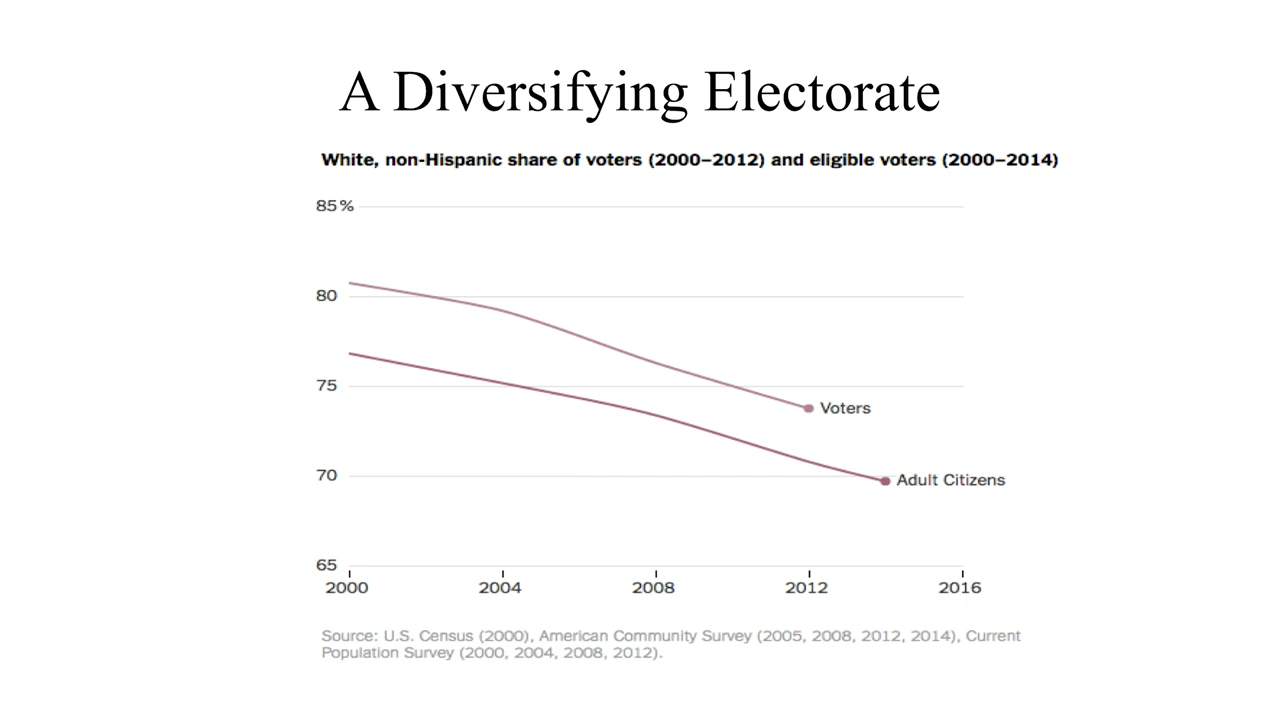 A Diversifying Electorate
White, non-Hispanic share of voters (2000–2012) and eligible voters (2000–2014)
85%
80
75
Voters
70
Adult Citizens
65
2000 2004 2008 2012 2016
Source: U.S. Census (2000), American Community Survey (2005, 2008, 2012, 2014), Current
Population Survey (2000, 2004, 2008, 2012).